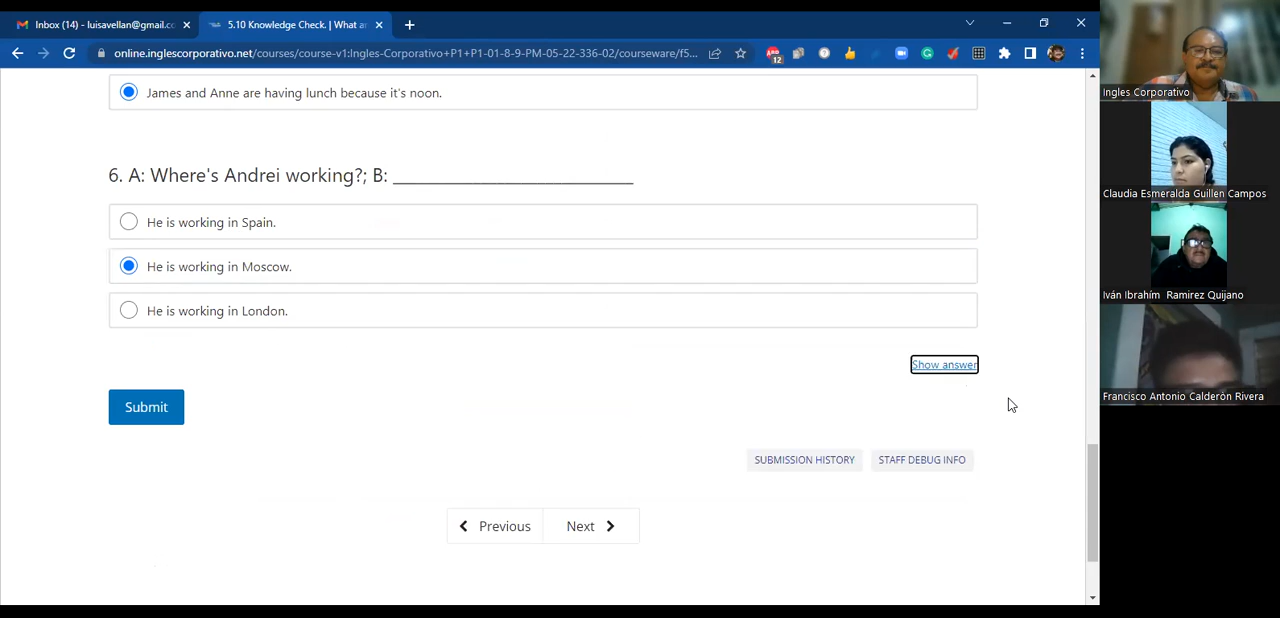 Inbox (14) - luisavellan@gmail.cc
5.10 Knowledge Check. | What ar
online.inglescorporativo.net/courses/course-v1:Ingles-Corporativo+P1+P1-01-8-9-PM-05-22-336-02/courseware/f5...
12
James and Anne are having lunch because it's noon.
6. A: Where's Andrei working?; B: ___________________________
He is working in Spain.
He is working in Moscow.
He is working in London.
Show answer
Submit
SUBMISSION HISTORY
STAFF DEBUG INFO
Previous
Next
Ingles Corporativo
Claudia Esmeralda Guillen Campos
Iván Ibrahím Ramirez Quijano
Francisco Antonio Calderón Rivera